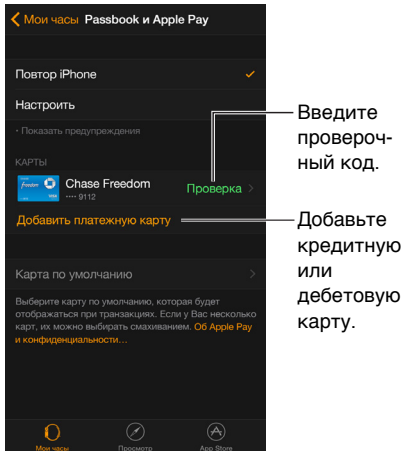 Мои часы Passbook и Apple Pay
Повтор iPhone
Настроить
• Показать предупреждения
КАРТЫ
freedom
VISA
Chase Freedom
•••• 9112
Проверка
Добавить платежную карту
Карта по умолчанию
Выберите карту по умолчанию, которая будет
отображаться при транзакциях. Если у Вас несколько
карт, их можно выбирать смахиванием. Об Apple Pay
и конфиденциальности…
Мои часы
Просмотр
App Store
Введите
провероч-
ный код.
Добавьте
кредитную
или
дебетовую
карту.